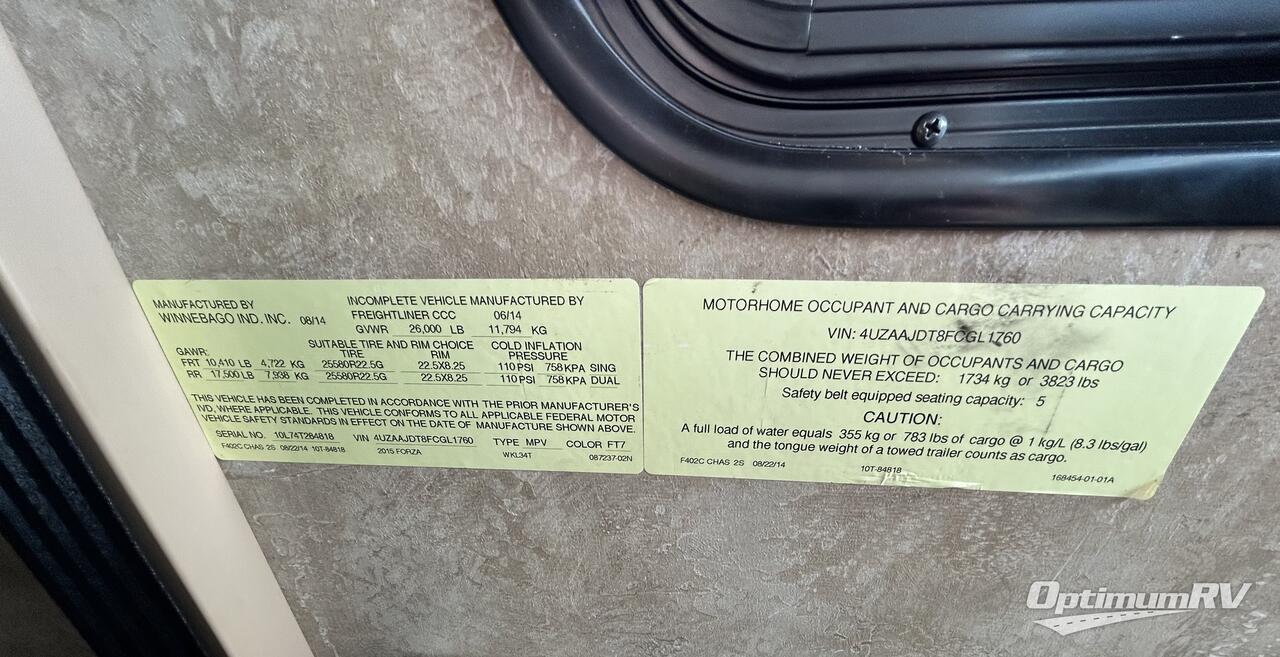 MANUFACTURED BY INCOMPLETE VEHICLE MANUFACTURED BY
WINNEBAGO IND. INC. 08/14 FREIGHTLINER CCC 06/14
GVWR 26,000 LB 11,794 KG
SUITABLE TIRE AND RIM CHOICE COLD INFLATION
GAWR: TIRE RIM PRESSURE
FRT 10,410 LB 4,722 KG 25580R22.5G 22.5X8.25 110 PSI 758 KPA SING
RR 17,500 LB 7,938 KG 25580R22.5G 22.5X8.25 110 PSI 758 KPA DUAL
THIS VEHICLE HAS BEEN COMPLETED IN ACCORDANCE WITH THE PRIOR MANUFACTURER'S
IVD, WHERE APPLICABLE. THIS VEHICLE CONFORMS TO ALL APPLICABLE FEDERAL MOTOR
VEHICLE SAFETY STANDARDS IN EFFECT ON THE DATE OF MANUFACTURE SHOWN ABOVE.
SERIAL NO. 10L74T284818 VIN 4UZAAJDT8FCGL1760 TYPE MPV COLOR FT7
F402C CHAS 2S 08/22/14 10T-84818 2015 FORZA WKL34T 087237-02N
MOTORHOME OCCUPANT AND CARGO CARRYING CAPACITY
VIN: 4UZAAJDT8FCGL1760
THE COMBINED WEIGHT OF OCCUPANTS AND CARGO
SHOULD NEVER EXCEED: 1734 kg or 3823 lbs
Safety belt equipped seating capacity: 5
CAUTION:
A full load of water equals 355 kg or 783 lbs of cargo @ 1 kg/L (8.3 lbs/gal)
and the tongue weight of a towed trailer counts as cargo.
F402C CHAS 2S 08/22/14 10T-84818 168454-01-01A
OptimumRV